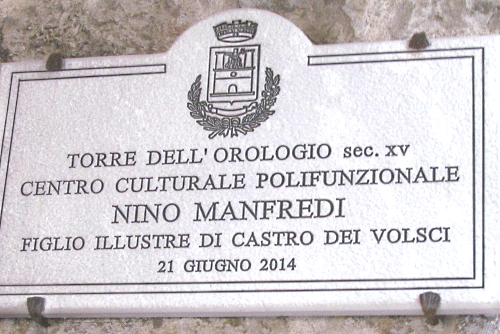 TORRE DELL'OROLOGIO sec. XV
CENTRO CULTURALE POLIFUNZIONALE
NINO MANFREDI
FIGLIO ILLUSTRE DI CASTRO DEI VOLSCI
21 GIUGNO 2014